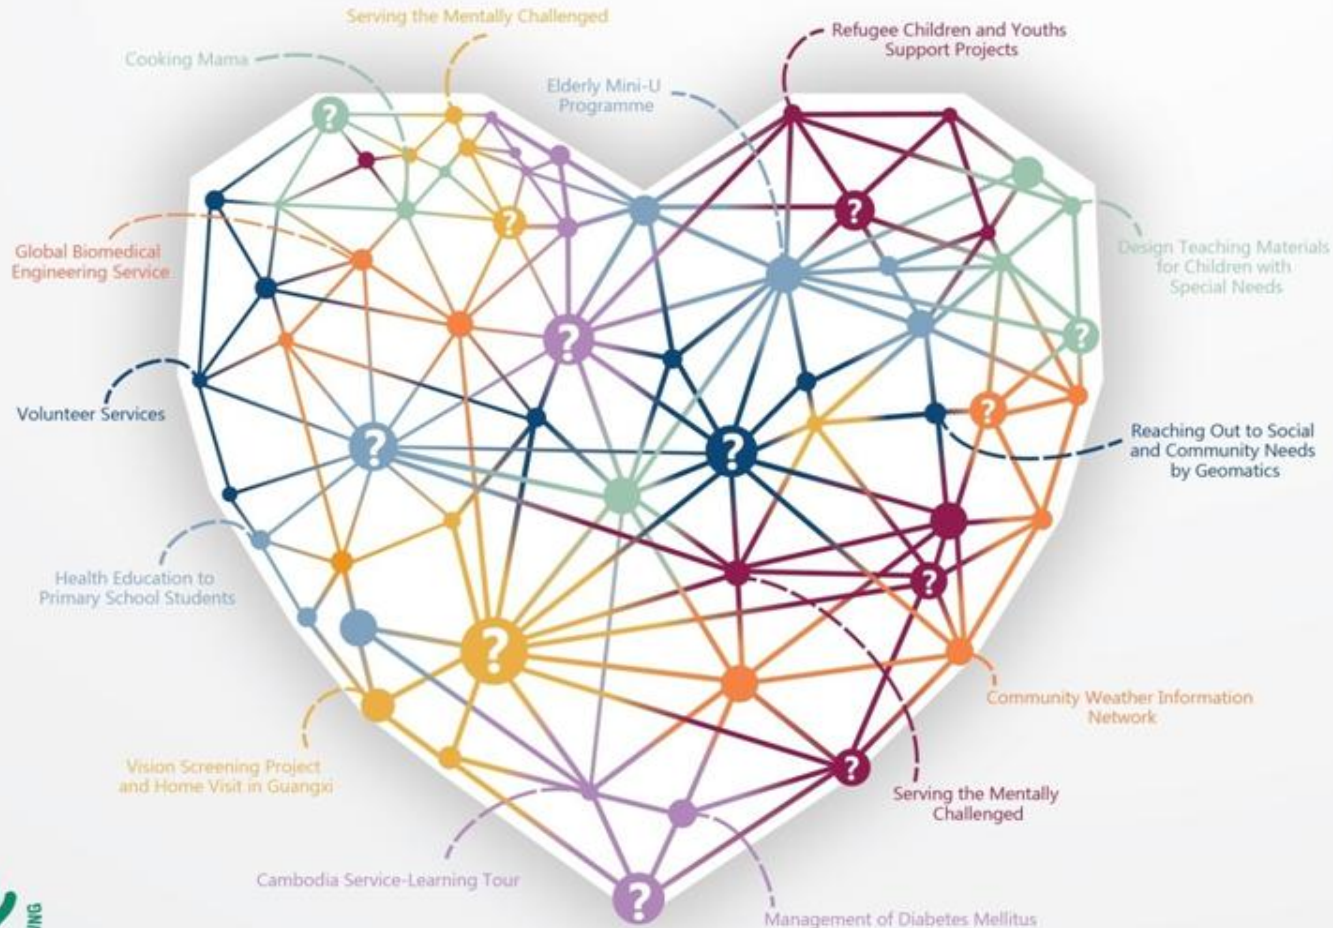 Serving the Mentally Challenged
Refugee Children and Youths
Support Projects
Cooking Mama
Elderly Mini-U
Programme
?
?
?
Global Biomedical
Engineering Service
Design Teaching Materials
for Children with
Special Needs
?
?
?
Volunteer Services
?
?
Reaching Out to Social
and Community Needs
by Geomatics
Health Education to
Primary School Students
?
?
Community Weather Information
Network
Vision Screening Project
and Home Visit in Guangxi
?
Serving the Mentally
Challenged
Cambodia Service-Learning Tour
?
Management of Diabetes Mellitus